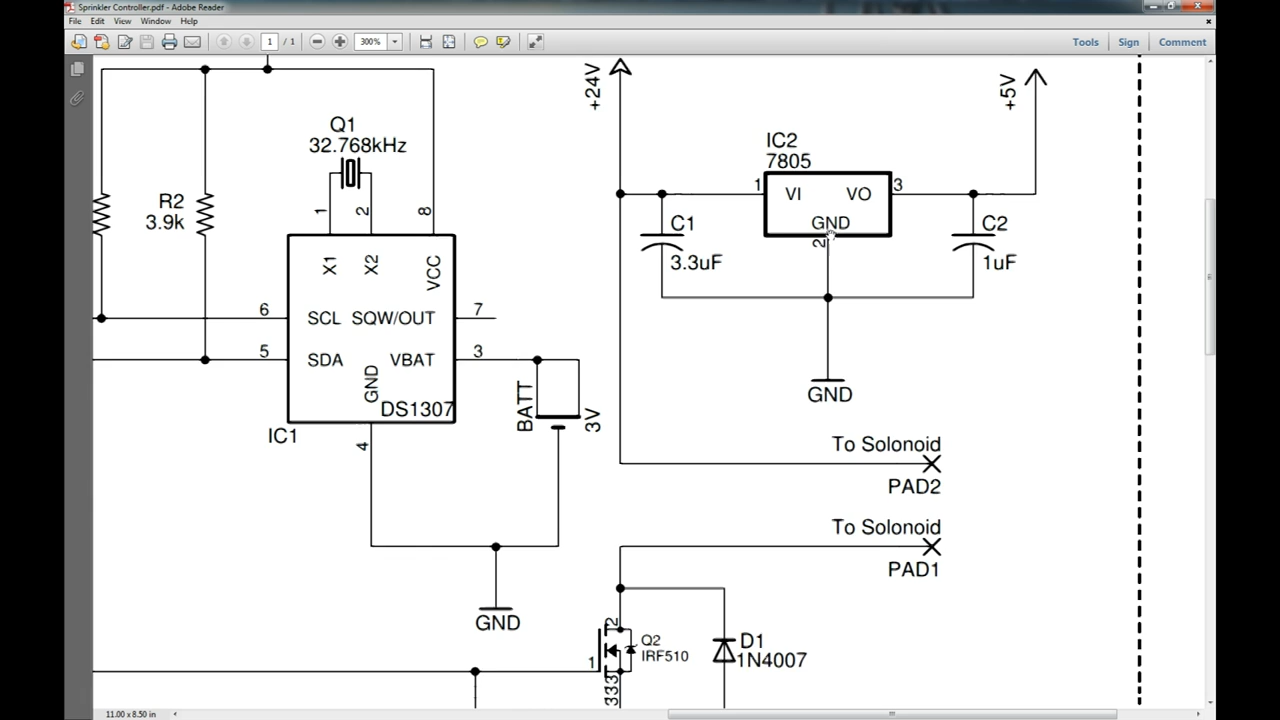 Sprinkler Controller.pdf - Adobe Reader
File Edit View Window Help
1 / 1 300% Tools Sign Comment
+24V
+5V
Q1
32.768kHz
IC2
7805
R2
3.9k
1
2
8
1
VI
VO
3
GND
2
C1
3.3uF
C2
1uF
X1
X2
VCC
6
SCL
SQW/OUT
7
5
SDA
VBAT
3
GND
DS1307
IC1
4
BATT
3V
GND
To Solonoid
PAD2
To Solonoid
PAD1
GND
2
Q2
IRF510
1
333
D1
1N4007
11.00 x 8.50 in